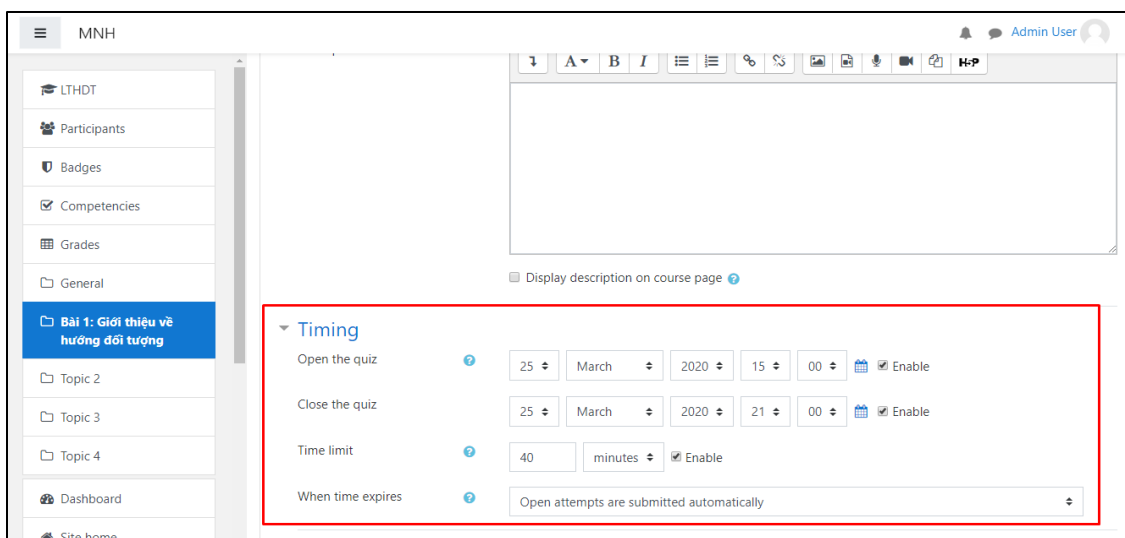 MNH
Admin User
A B I H-P
LTHDT
Participants
Badges
Competencies
Grades
General
Display description on course page
Bài 1: Giới thiệu về
hướng đối tượng
Timing
Open the quiz 25 March 2020 15 00 Enable
Topic 2
Close the quiz 25 March 2020 21 00 Enable
Topic 3
Time limit 40 minutes Enable
Topic 4
When time expires Open attempts are submitted automatically
Dashboard
Site home